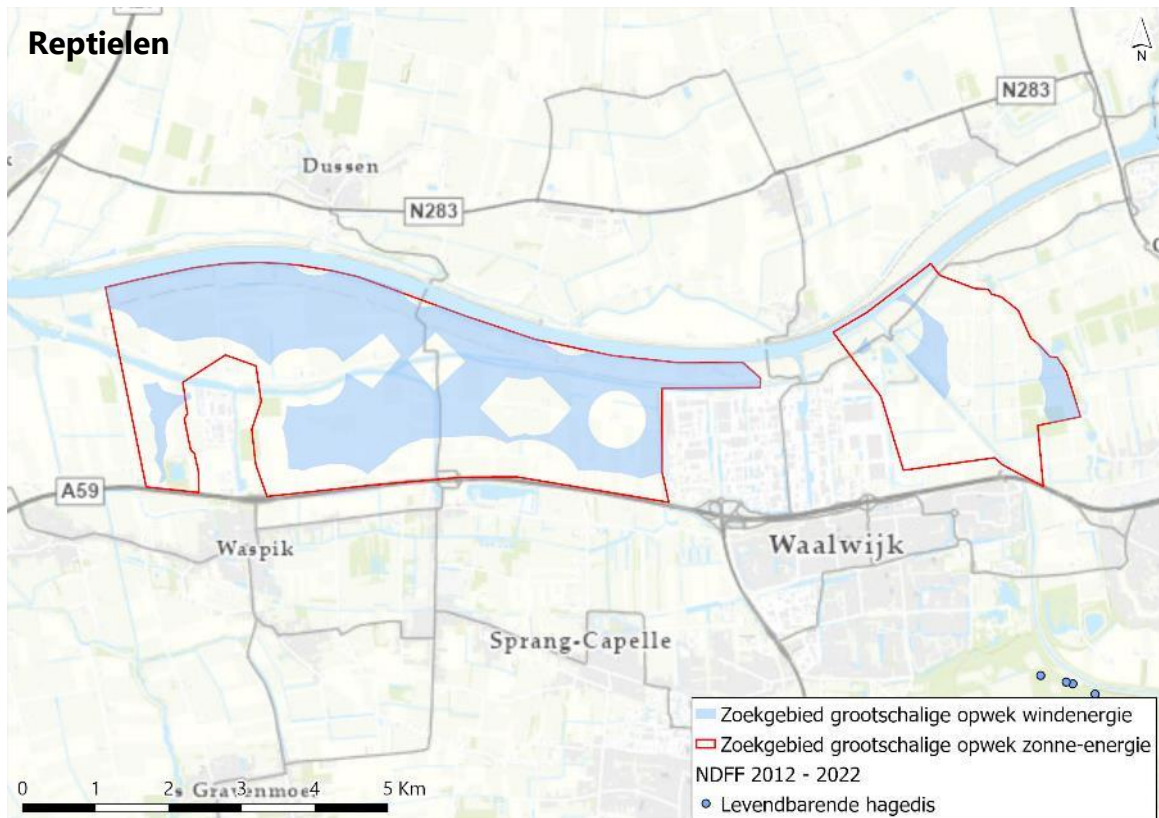 Reptielen
N
N283
Dussen
N283
A59
Waspik
Waalwijk
Sprang-Capelle
Zoekgebied grootschalige opwek windenergie
Zoekgebied grootschalige opwek zonne-energie
NDFF 2012 - 2022
Levendbarende hagedis
0 1 2 3 4 5 Km